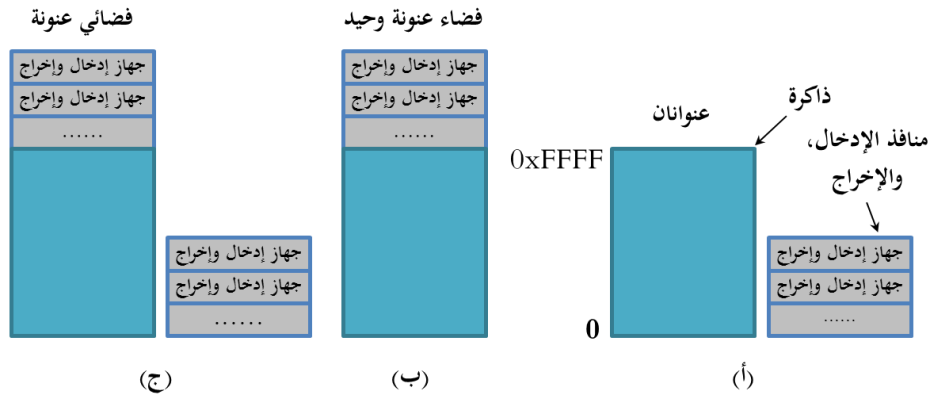 فضائي عنونة
فضاء عنونة وحيد
عنوانان
ذاكرة
منافذ الإدخال،
والإخراج
0xFFFF
0
جهاز إدخال وإخراج
جهاز إدخال وإخراج
......
(أ)
جهاز إدخال وإخراج
جهاز إدخال وإخراج
......
(ب)
جهاز إدخال وإخراج
جهاز إدخال وإخراج
......
جهاز إدخال وإخراج
جهاز إدخال وإخراج
......
(ج)